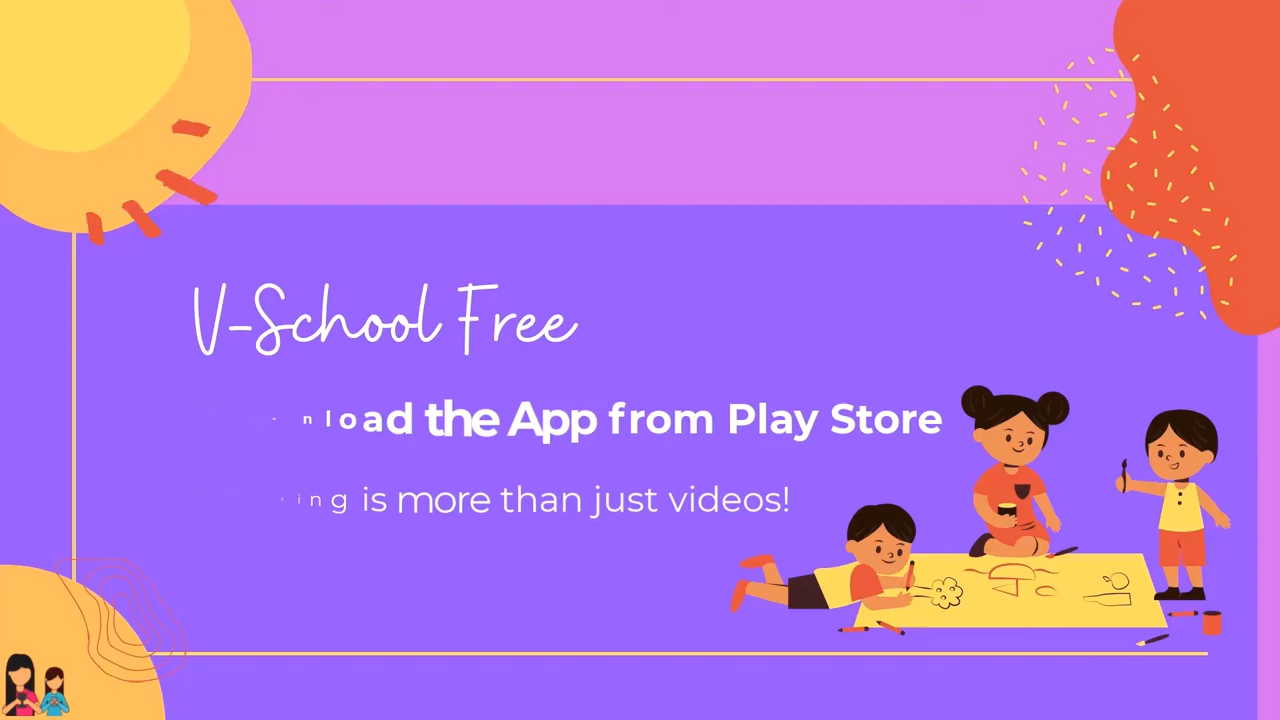 V-School Free
nload the App from Play Store
ing is more than just videos!